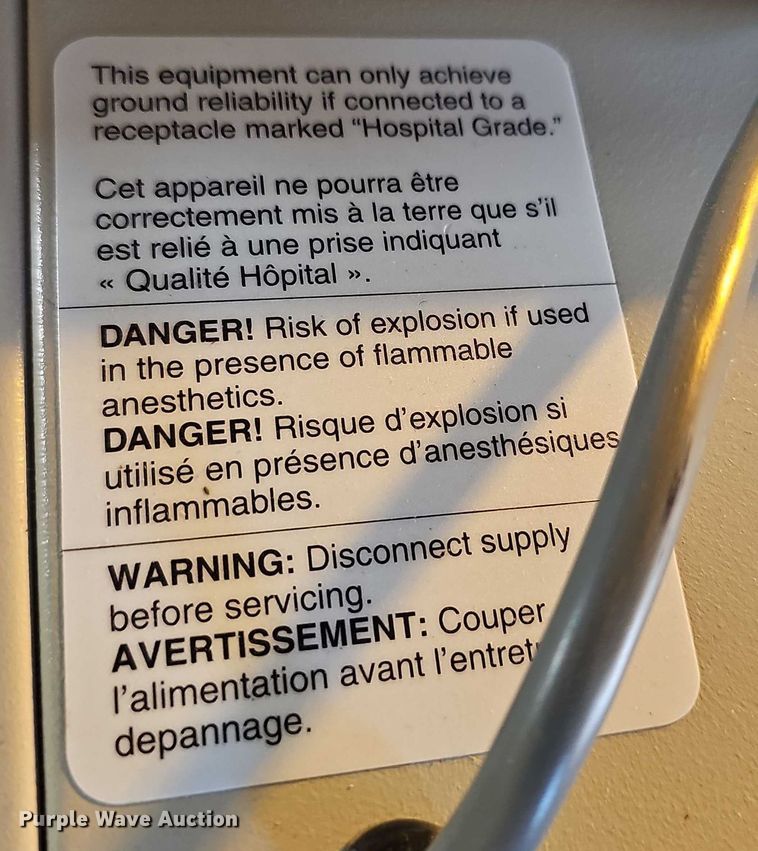 This equipment can only achieve
ground reliability if connected to a
receptacle marked “Hospital Grade.”
Cet appareil ne pourra être
correctement mis à la terre que s’il
est relié à une prise indiquant
« Qualité Hôpital ».
DANGER! Risk of explosion if used
in the presence of flammable
anesthetics.
DANGER! Risque d’explosion si
utilisé en présence d’anesthésiques
inflammables.
WARNING: Disconnect supply
before servicing.
AVERTISSEMENT: Couper
l’alimentation avant
depannage.
Purple Wave Auction